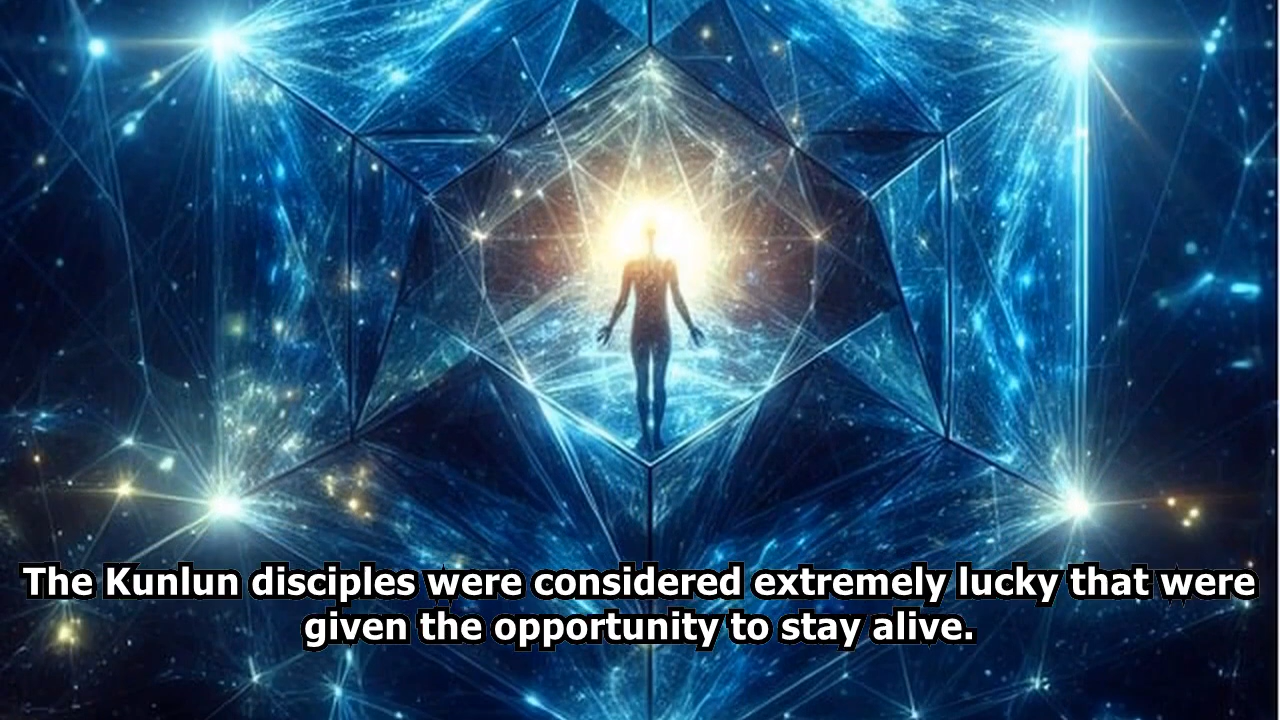 The Kunlun disciples were considered extremely lucky that were
given the opportunity to stay alive.